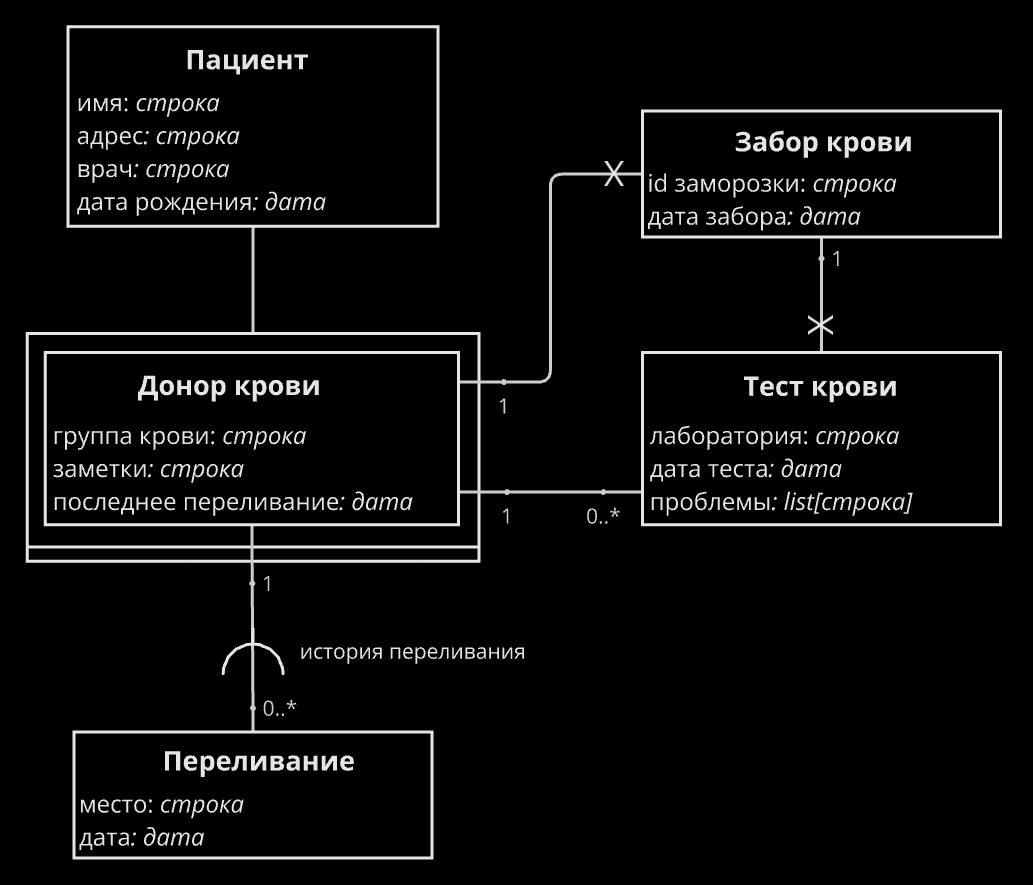 Пациент
имя: строка
адрес: строка
врач: строка
дата рождения: дата
Забор крови
id заморозки: строка
дата забора: дата
1
Донор крови
группа крови: строка
заметки: строка
последнее переливание: дата
1
1
0..*
Тест крови
лаборатория: строка
дата теста: дата
проблемы: list[строка]
1
история переливания
0..*
Переливание
место: строка
дата: дата